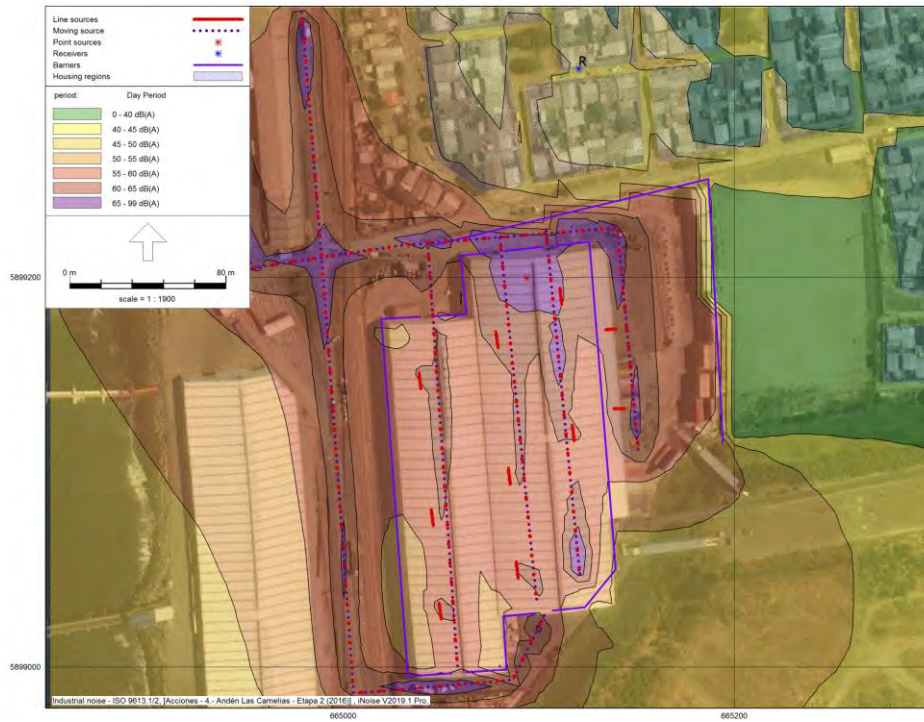 Line sources
Moving source
Point sources
Receivers
Barriers
Housing regions
period: Day Period
0 - 40 dB(A)
40 - 45 dB(A)
45 - 50 dB(A)
50 - 55 dB(A)
55 - 60 dB(A)
60 - 65 dB(A)
65 - 99 dB(A)
0 m 80 m
scale = 1 : 1900
R
5899200
5899000
Industrial noise - ISO 9613.1/2, [Acciones - 4.- Andén Las Camelias - Etapa 2 (2016)] , iNoise V2019.1 Pro,
665000
665200